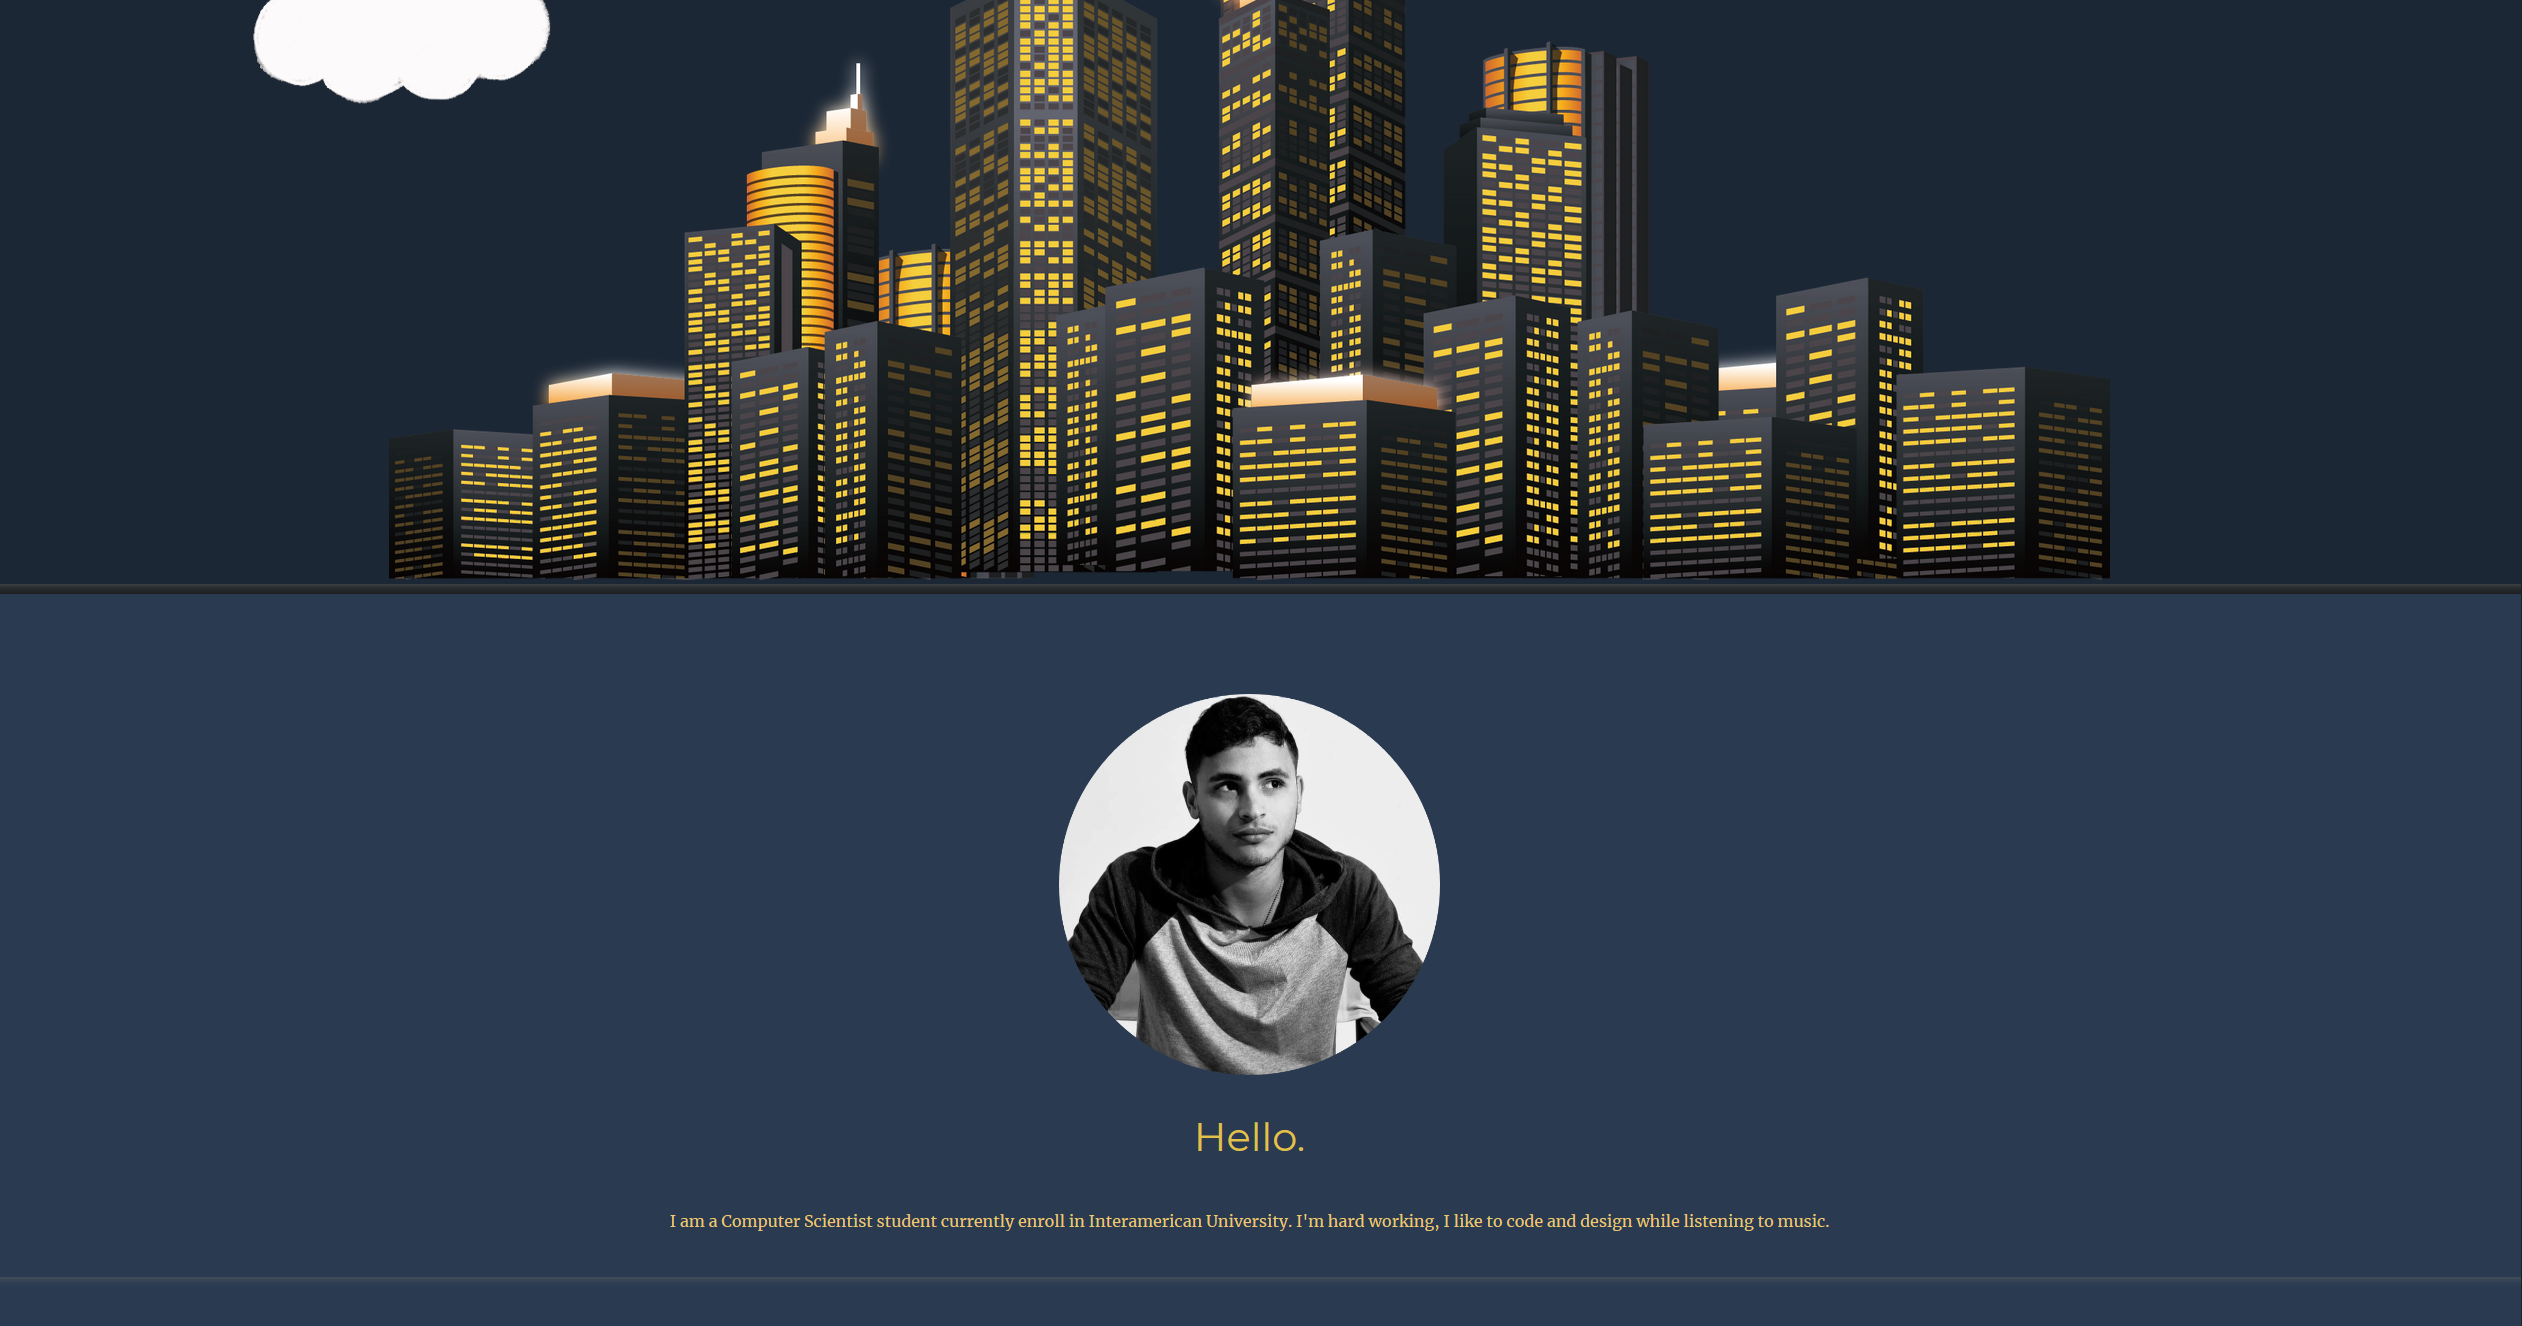 Hello.
I am a Computer Scientist student currently enroll in Interamerican University. I'm hard working, I like to code and design while listening to music.